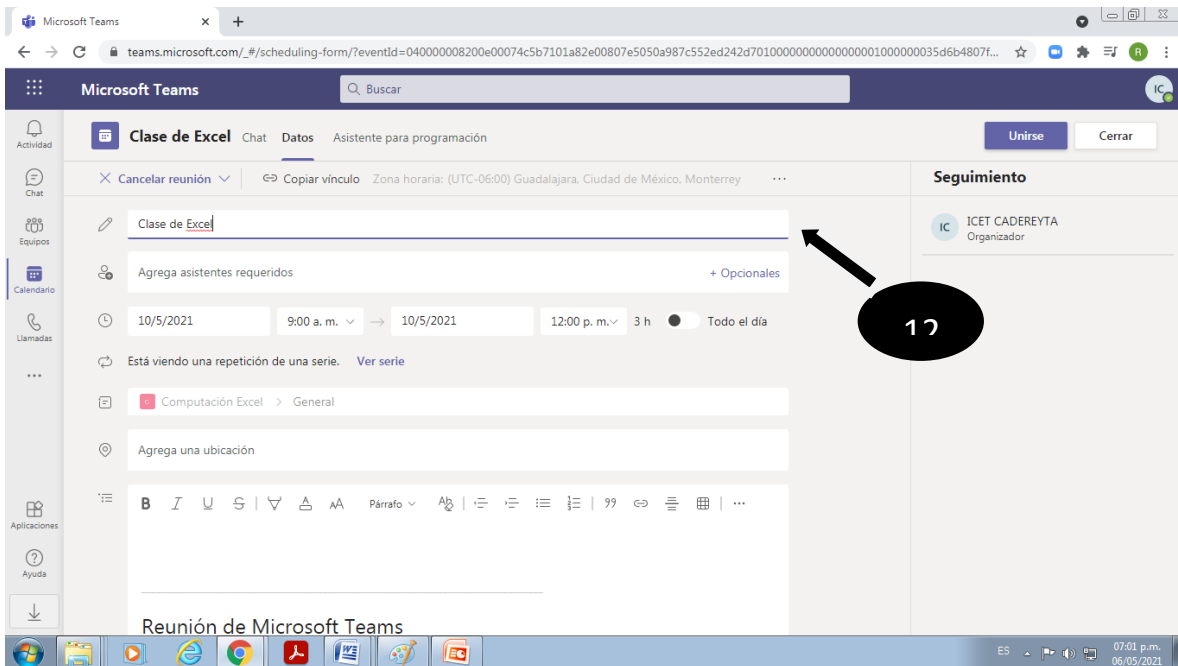 Microsoft Teams
teams.microsoft.com/_#/scheduling-form/?eventId=040000008200e00074c5b7101a82e00807e5050a987c552ed242d7010000000000000000100000035d6b4807f...
R
Microsoft Teams
Buscar
IC
Actividad
Chat
Equipos
Calendario
Llamadas
Aplicaciones
Ayuda
Clase de Excel Chat Datos Asistente para programación Unirse Cerrar
Cancelar reunión Copiar vínculo Zona horaria: (UTC-06:00) Guadalajara, Ciudad de México, Monterrey ...
Clase de Excel
Agrega asistentes requeridos + Opcionales
10/5/2021 9:00 a. m. → 10/5/2021 12:00 p. m. 3 h Todo el día
Está viendo una repetición de una serie. Ver serie
C Computación Excel > General
Agrega una ubicación
B I U S A AA Párrafo Ab 99 ...
Reunión de Microsoft Teams
Seguimiento
IC ICET CADEREYTA
Organizador
12
ES 07:01 p.m.
06/05/2021